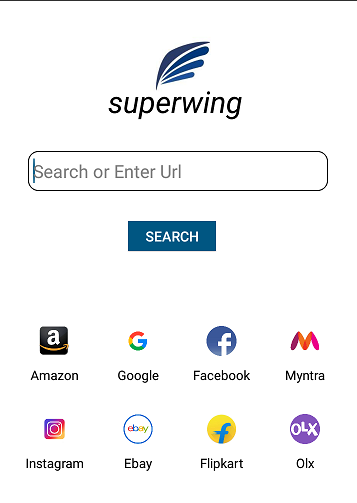 superwing
Search or Enter Url
SEARCH
a
G
f
M
Amazon
Google
Facebook
Myntra
ebay
f
OLX
Instagram
Ebay
Flipkart
Olx